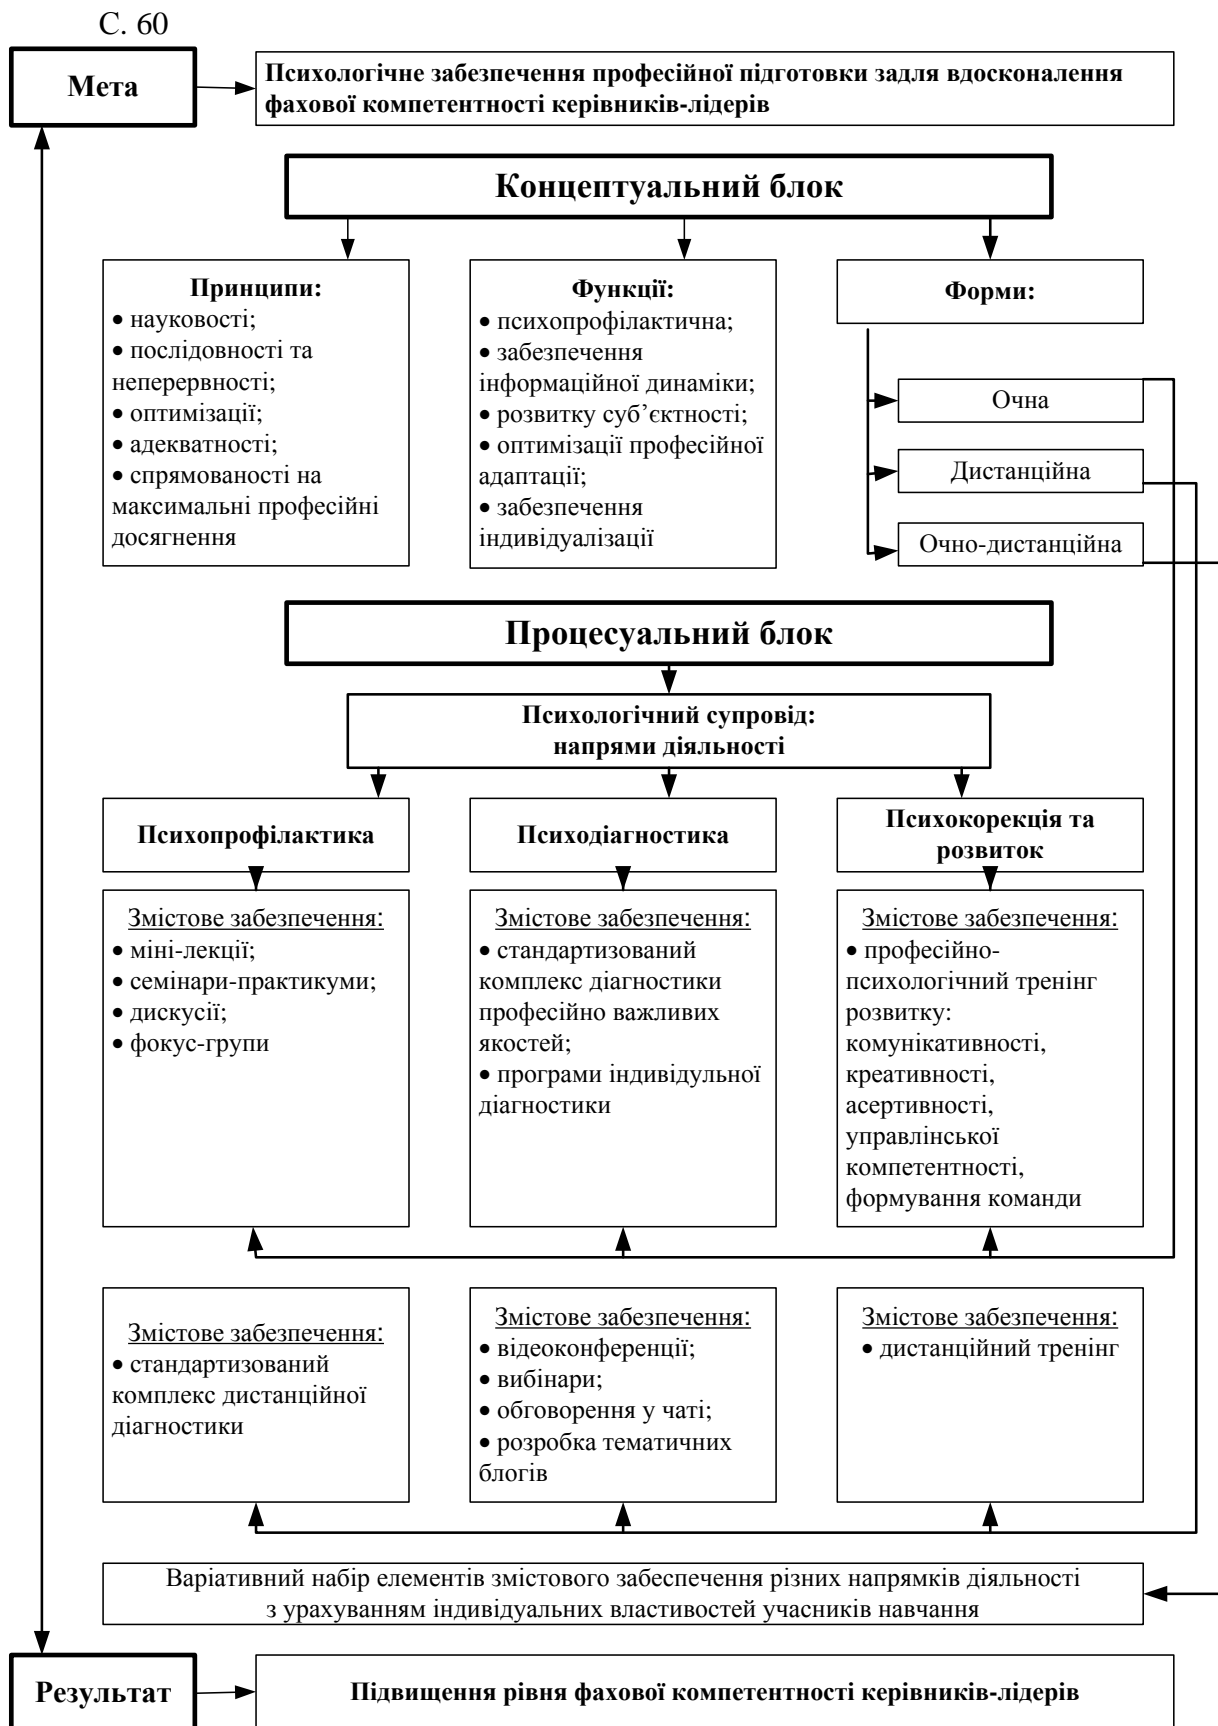 С. 60
Мета
Психологічне забезпечення професійної підготовки задля вдосконалення
фахової компетентності керівників-лідерів
Концептуальний блок
Принципи:
• науковості;
• послідовності та
неперервності;
• оптимізації;
• адекватності;
• спрямованості на
максимальні професійні
досягнення
Функції:
• психопрофілактична;
• забезпечення
інформаційної динаміки;
• розвитку суб’єктності;
• оптимізації професійної
адаптації;
• забезпечення
індивідуалізації
Форми:
Очна
Дистанційна
Очно-дистанційна
Процесуальний блок
Психологічний супровід:
напрями діяльності
Психопрофілактика
Психодіагностика
Психокорекція та
розвиток
Змістове забезпечення:
• міні-лекції;
• семінари-практикуми;
• дискусії;
• фокус-групи
Змістове забезпечення:
• стандартизований
комплекс діагностики
професійно важливих
якостей;
• програми індивідульної
діагностики
Змістове забезпечення:
• професійно-
психологічний тренінг
розвитку:
комунікативності,
креативності,
асертивності,
управлінської
компетентності,
формування команди
Змістове забезпечення:
• стандартизований
комплекс дистанційної
діагностики
Змістове забезпечення:
• відеоконференції;
• вибінари;
• обговорення у чаті;
• розробка тематичних
блогів
Змістове забезпечення:
• дистанційний тренінг
Варіативний набір елементів змістового забеспечення різних напрямків діяльності
з урахуванням індивідуальних властивостей учасників навчання
Результат
Підвищення рівня фахової компетентності керівників-лідерів